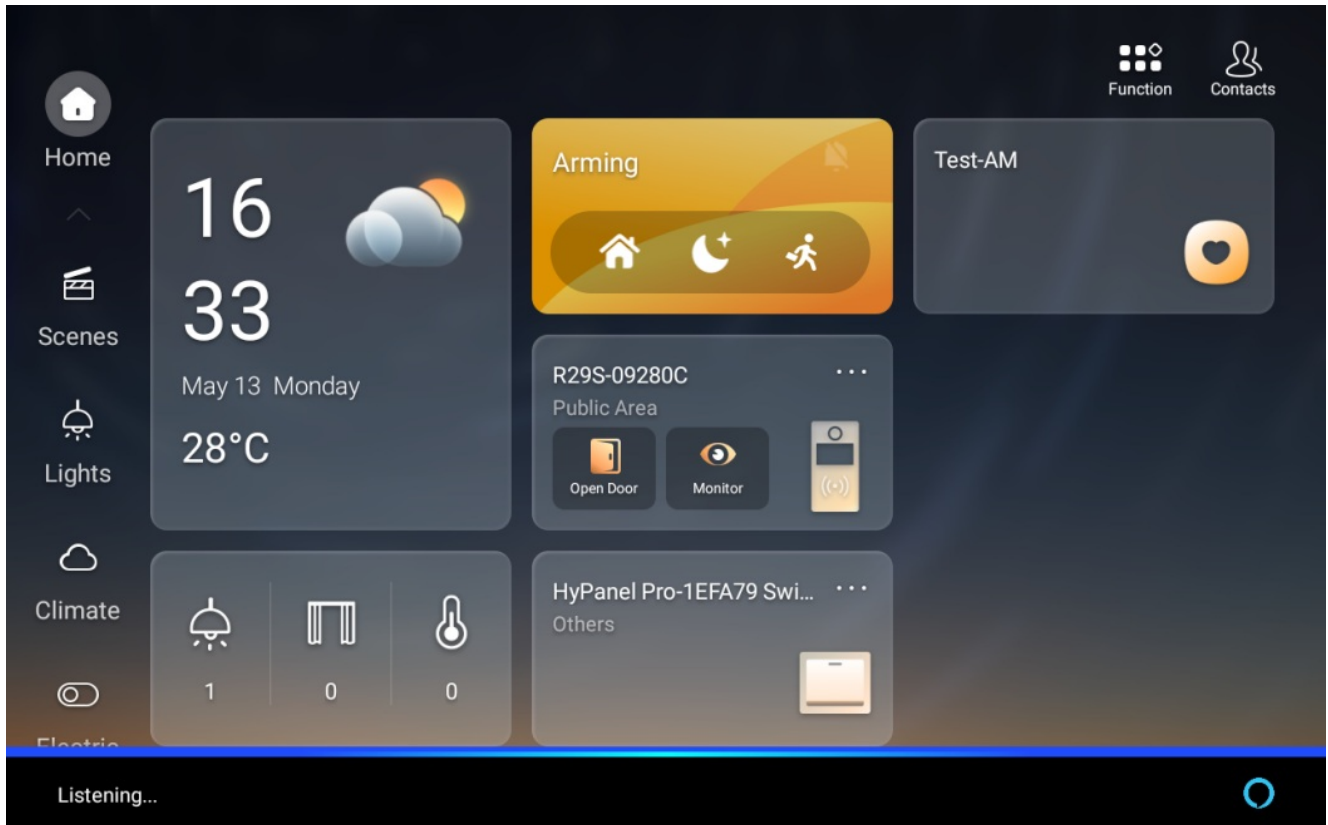 Function
Contacts
Home
Scenes
Lights
Climate
Electric
16
33
May 13 Monday
28°C
1
0
0
Arming
R29S-09280C
Public Area
Open Door
Monitor
HyPanel Pro-1EFA79 Swi...
Others
Test-AM
Listening...